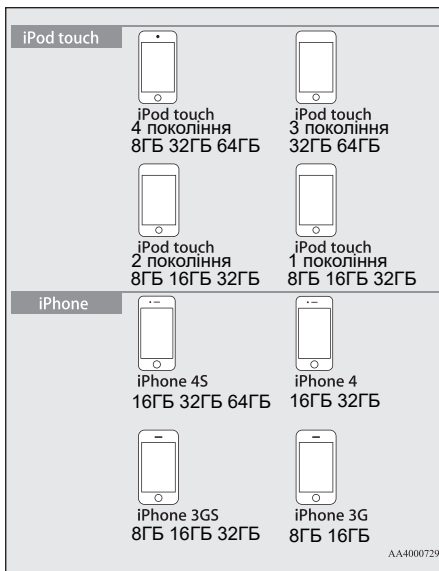 iPod touch
iPod touch
4 покоління
8ГБ 32ГБ 64ГБ
iPod touch
3 покоління
32ГБ 64ГБ
iPod touch
2 покоління
8ГБ 16ГБ 32ГБ
iPod touch
1 покоління
8ГБ 16ГБ 32ГБ
iPhone
iPhone 4S
16ГБ 32ГБ 64ГБ
iPhone 4
16ГБ 32ГБ
iPhone 3GS
8ГБ 16ГБ 32ГБ
iPhone 3G
8ГБ 16ГБ
AA4000729